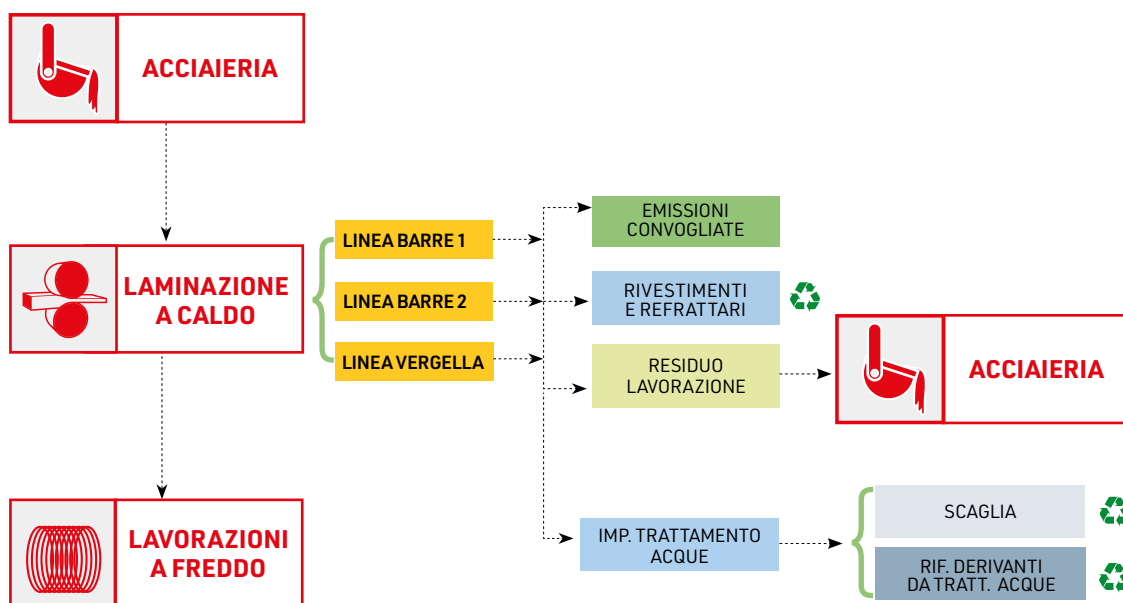 ACCIAIERIA
LAMINAZIONE
A CALDO
LINEA BARRE 1
LINEA BARRE 2
LINEA VERGELLA
EMISSIONI
CONVOGLIATE
RIVESTIMENTI
E REFRATTARI
RESIDUO
LAVORAZIONE
ACCIAIERIA
LAVORAZIONI
A FREDDO
IMP. TRATTAMENTO
ACQUE
SCAGLIA
RIF. DERIVANTI
DA TRATT. ACQUE